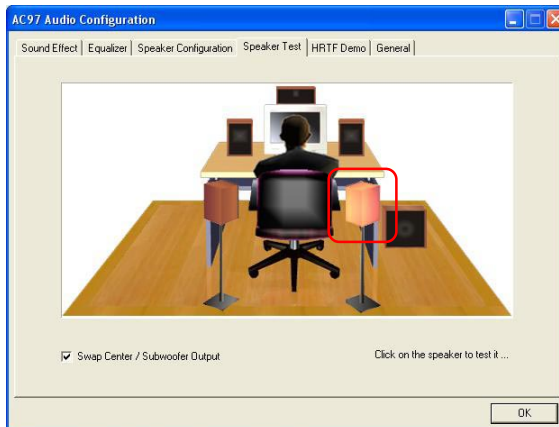 AC97 Audio Configuration
Sound Effect Equalizer Speaker Configuration Speaker Test HRTF Demo General
Swap Center / Subwoofer Output Click on the speaker to test it ...
OK